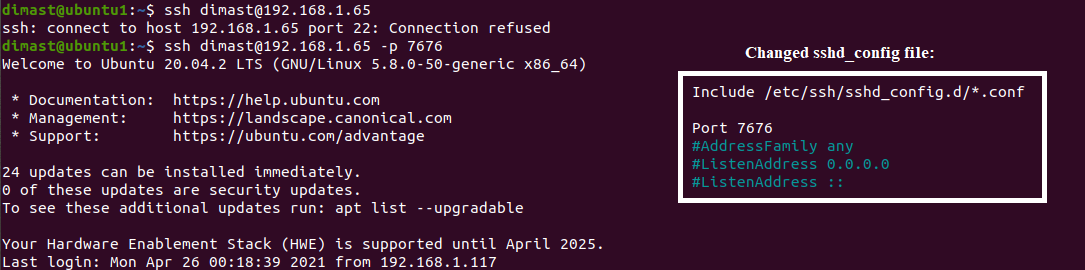 dimast@ubuntu1:~$ ssh dimast@192.168.1.65
ssh: connect to host 192.168.1.65 port 22: Connection refused
dimast@ubuntu1:~$ ssh dimast@192.168.1.65 -p 7676
Welcome to Ubuntu 20.04.2 LTS (GNU/Linux 5.8.0-50-generic x86_64)

 * Documentation:  https://help.ubuntu.com
 * Management:     https://landscape.canonical.com
 * Support:        https://ubuntu.com/advantage

24 updates can be installed immediately.
0 of these updates are security updates.
To see these additional updates run: apt list --upgradable

Your Hardware Enablement Stack (HWE) is supported until April 2025.
Last login: Mon Apr 26 00:18:39 2021 from 192.168.1.117

Changed sshd_config file:
Include /etc/ssh/sshd_config.d/*.conf

Port 7676
#AddressFamily any
#ListenAddress 0.0.0.0
#ListenAddress ::